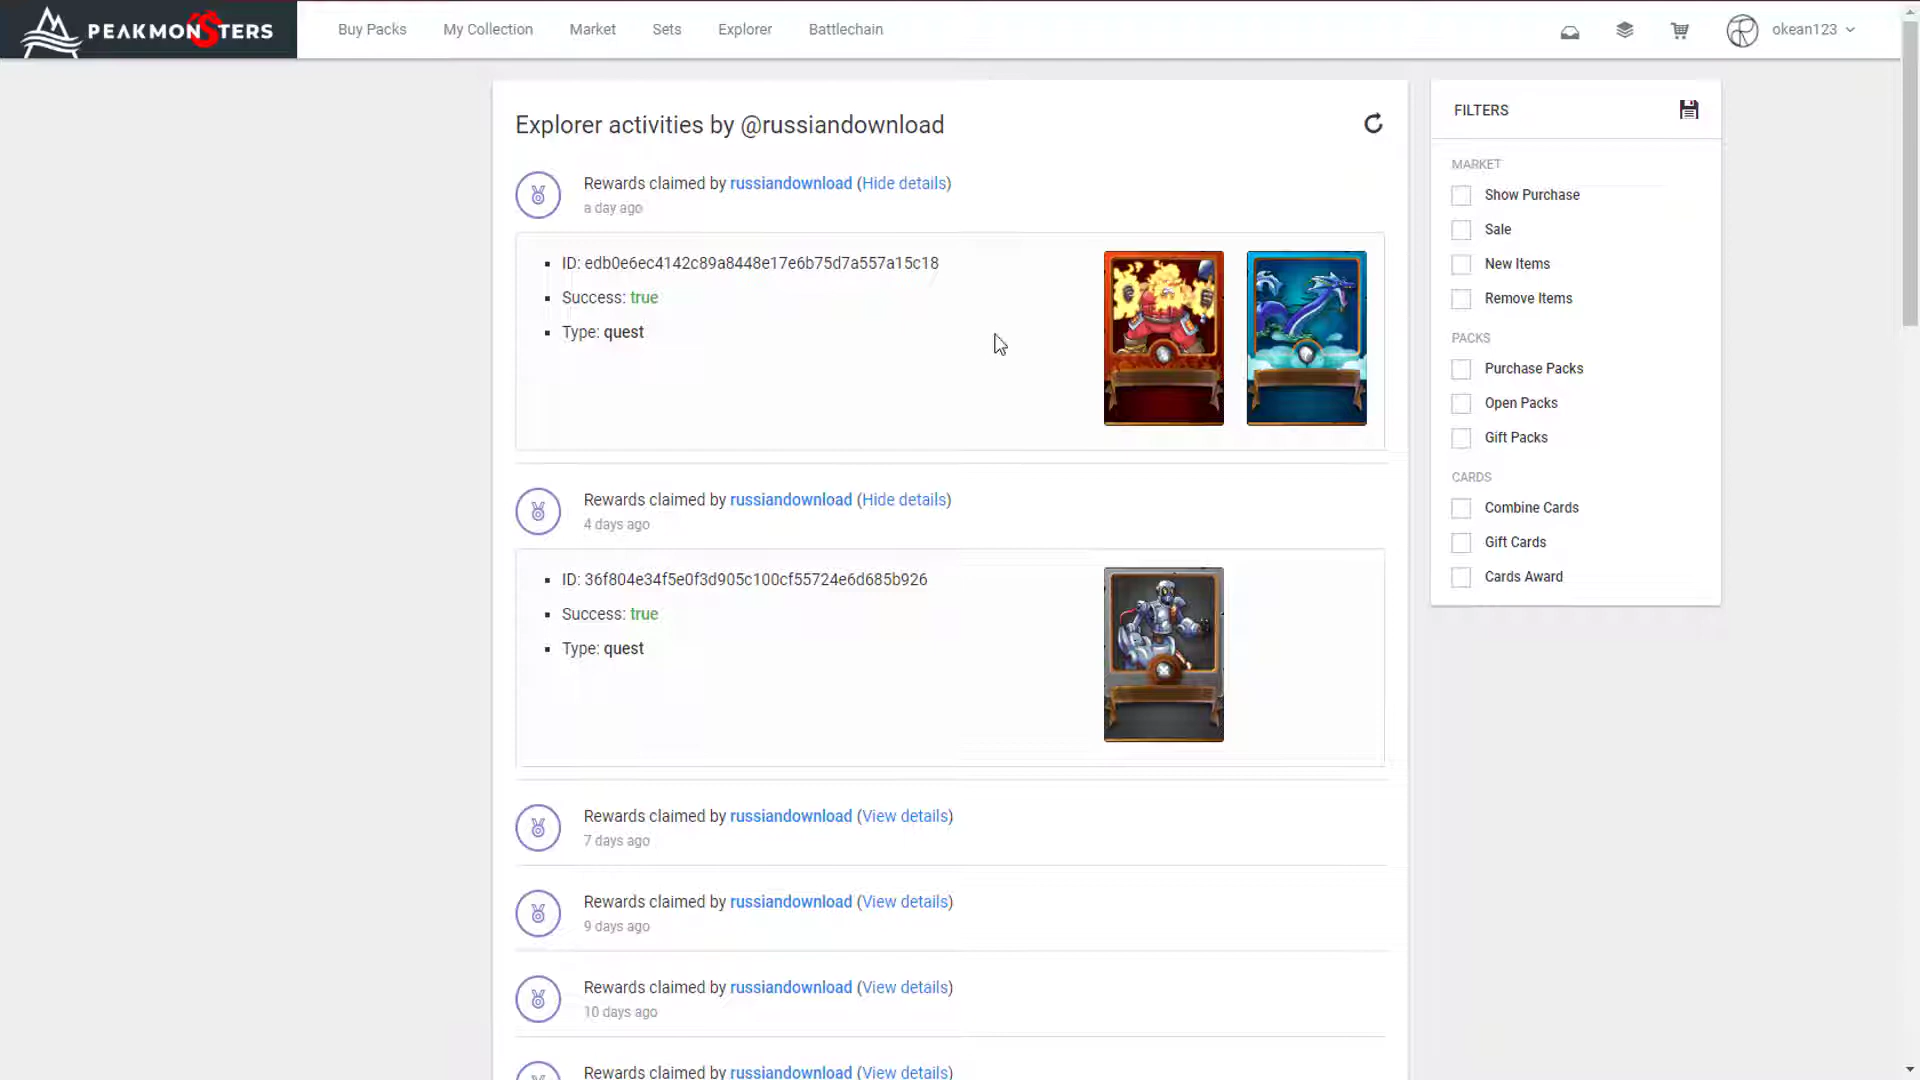 PEAKMONSTERS
Buy Packs
My Collection
Market
Sets
Explorer
Battlechain
okean123
Explorer activities by @russiandownload
Rewards claimed by russiandownload (Hide details)
a day ago
ID: edb0e6ec4142c89a8448e17e6b75d7a557a15c18
Success: true
Type: quest
Rewards claimed by russiandownload (Hide details)
4 days ago
ID: 36f804e34f5e0f3d905c100cf55724e6d685b926
Success: true
Type: quest
Rewards claimed by russiandownload (View details)
7 days ago
Rewards claimed by russiandownload (View details)
9 days ago
Rewards claimed by russiandownload (View details)
10 days ago
Rewards claimed by russiandownload (View details)
FILTERS
MARKET
Show Purchase
Sale
New Items
Remove Items
PACKS
Purchase Packs
Open Packs
Gift Packs
CARDS
Combine Cards
Gift Cards
Cards Award